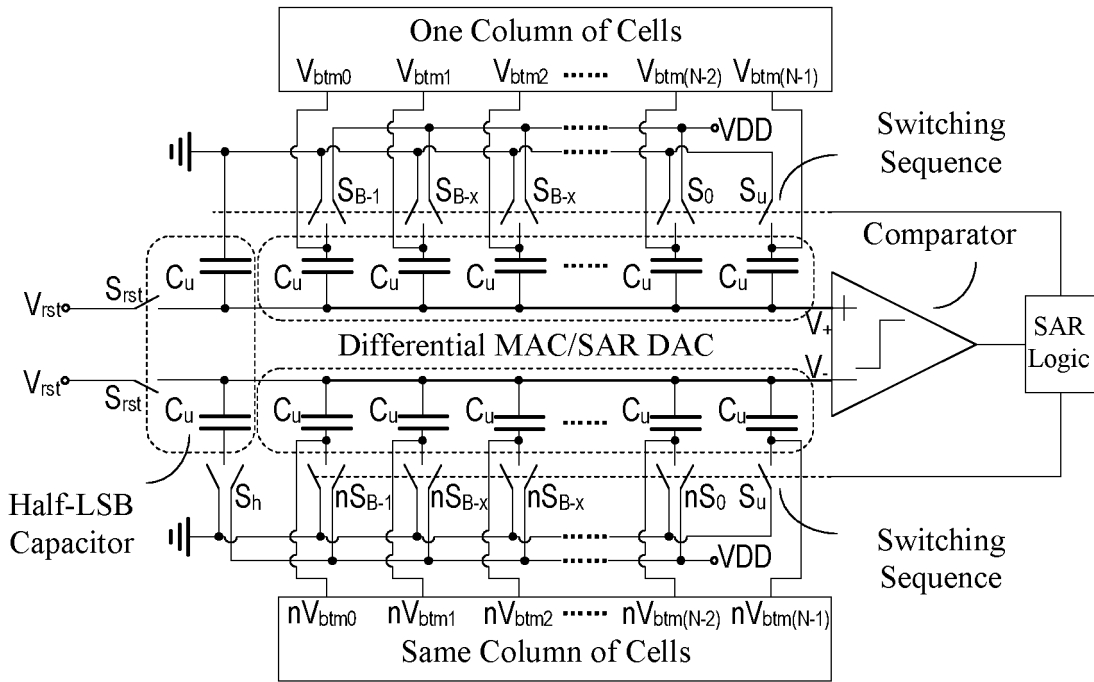 One Column of Cells
Vbtm0 Vbtm1 Vbtm2 ...... Vbtm(N-2) Vbtm(N-1)
...... VDD
......
Switching
Sequence
SB-1 SB-x SB-x S0 Su
Comparator
Cu Cu Cu Cu ...... Cu Cu
Vrst Srst
V+
Differential MAC/SAR DAC
SAR
Logic
V-
Vrst Srst
Cu Cu Cu Cu ...... Cu Cu
Sh nSB-1 nSB-x nSB-x nS0 Su
Half-LSB
Capacitor
......
...... VDD
Switching
Sequence
nVbtm0 nVbtm1 nVbtm2 ...... nVbtm(N-2) nVbtm(N-1)
Same Column of Cells